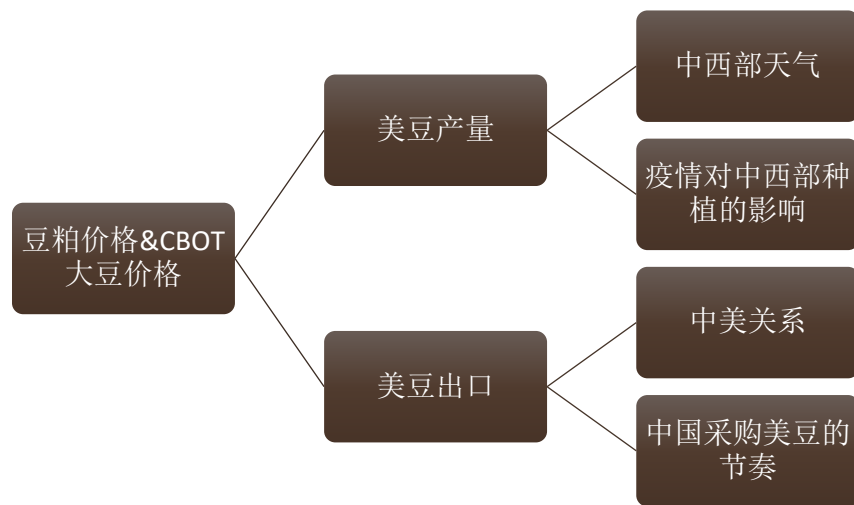 豆粕价格&CBOT
大豆价格
美豆产量
美豆出口
中西部天气
疫情对中西部种
植的影响
中美关系
中国采购美豆的
节奏